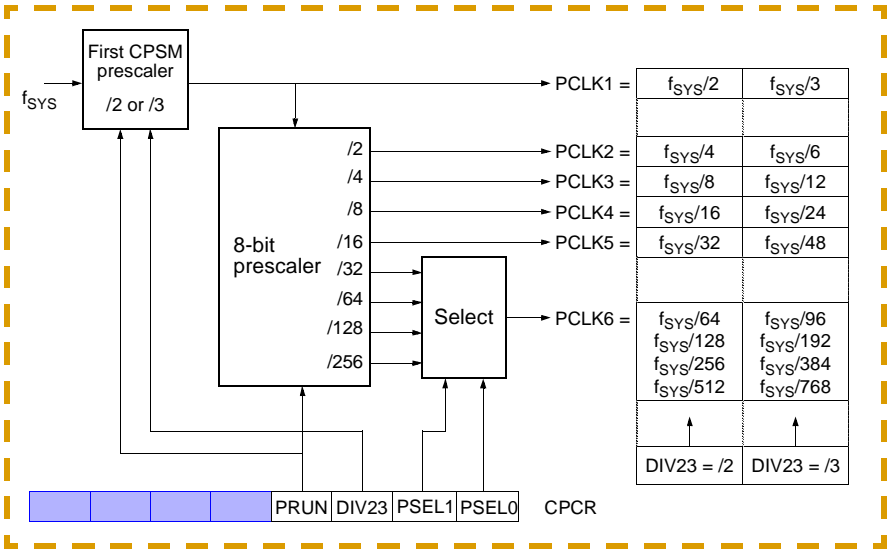 First CPSM
prescaler
/2 or /3
fSYS
PCLK1 = fSYS/2 fSYS/3
/2 PCLK2 = fSYS/4 fSYS/6
/4 PCLK3 = fSYS/8 fSYS/12
/8 PCLK4 = fSYS/16 fSYS/24
/16 PCLK5 = fSYS/32 fSYS/48
8-bit
prescaler
/32
/64
/128
/256
Select
PCLK6 = fSYS/64 fSYS/96
fSYS/128 fSYS/192
fSYS/256 fSYS/384
fSYS/512 fSYS/768
DIV23 = /2 DIV23 = /3
PRUN DIV23 PSEL1 PSEL0 CPCR